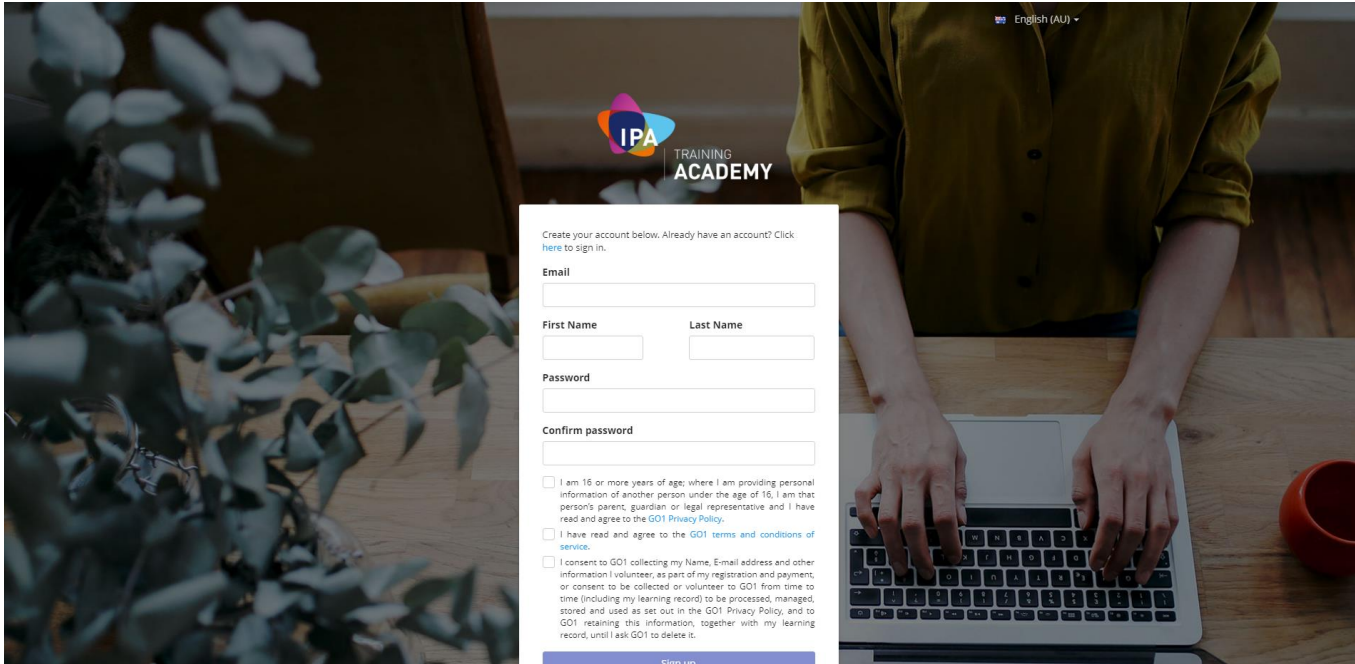 English (AU)
IPA
TRAINING
ACADEMY
Create your account below. Already have an account? Click
here to sign in.
Email
First Name Last Name
Password
Confirm password
I am 16 or more years of age; where I am providing personal
information of another person under the age of 16, I am that
person's parent, guardian or legal representative and I have
read and agree to the GO1 Privacy Policy.
I have read and agree to the GO1 terms and conditions of
service.
I consent to GO1 collecting my Name, E-mail address and other
information I volunteer, as part of my registration and payment,
or consent to be collected or volunteer to GO1 from time to
time (including my learning record) to be processed, managed,
stored and used as set out in the GO1 Privacy Policy, and to
GO1 retaining this information, together with my learning
record, until I ask GO1 to delete it.
Sign up